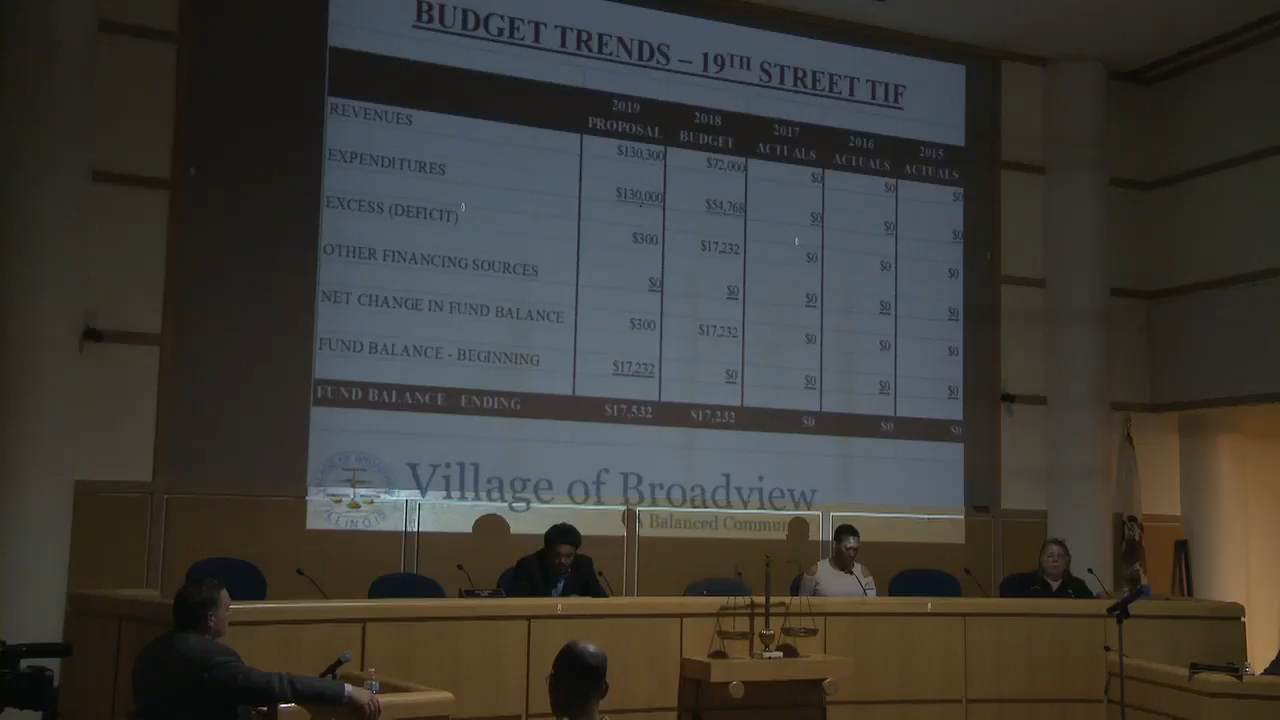 BUDGET TRENDS – 19TH STREET TIF
2019 PROPOSAL 2018 BUDGET 2017 ACTUALS 2016 ACTUALS 2015 ACTUALS
REVENUES $130,300 $72,000 $0 $0 $0
EXPENDITURES $130,000 $54,768 $0 $0 $0
EXCESS (DEFICIT) $300 $17,232 $0 $0 $0
OTHER FINANCING SOURCES $0 $0 $0 $0 $0
NET CHANGE IN FUND BALANCE $300 $17,232 $0 $0 $0
FUND BALANCE - BEGINNING $17,232 $0 $0 $0 $0
FUND BALANCE ENDING $17,532 $17,232 $0 $0 $0
Village of Broadview
A Balanced
ILLINOIS